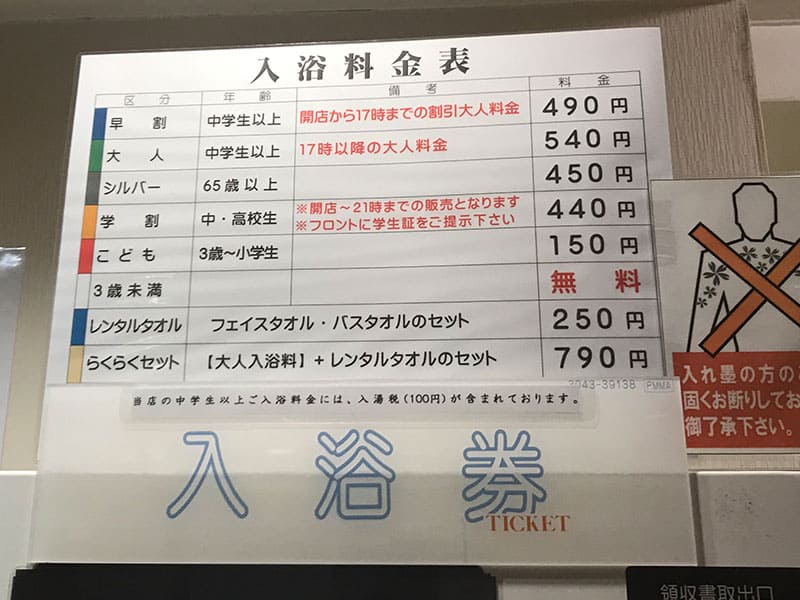 入浴料金表
区分 年齢 備考 料金
早割 中学生以上 開店から17時までの割引大人料金 490円
大人 中学生以上 17時以降の大人料金 540円
シルバー 65歳以上 450円
学割 中・高校生 ※開店～21時までの販売となります 440円
※フロントに学生証をご提示下さい
こども 3歳～小学生 150円
3歳未満 無料
レンタルタオル フェイスタオル・バスタオルのセット 250円
らくらくセット 【大人入浴料】+レンタルタオルのセット 790円
3043-39138 PMMA
当店の中学生以上ご入浴料金には、入湯税(100円)が含まれております。
入浴券
TICKET
入れ墨の方の
固くお断りしてお
御了承下さい。
領収書取出口